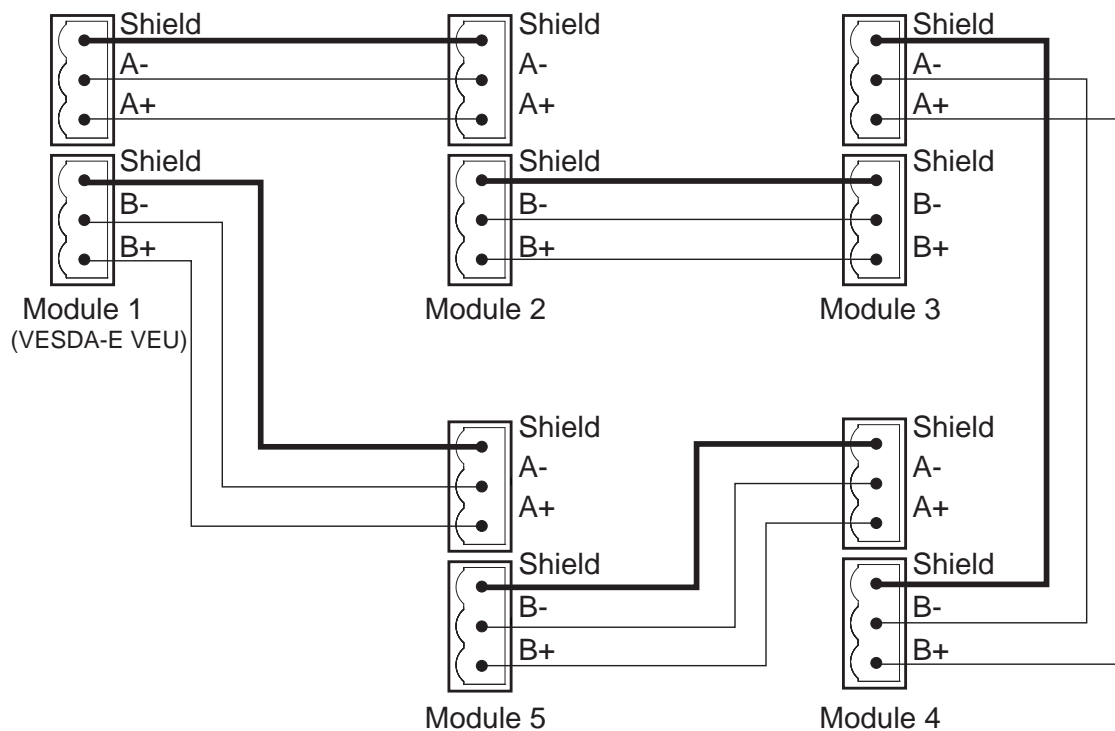 Shield
A-
A+
Shield
B-
B+
Module 1
(VESDA-E VEU)
Shield
A-
A+
Shield
B-
B+
Module 2
Shield
A-
A+
Shield
B-
B+
Module 3
Shield
A-
A+
Shield
B-
B+
Module 5
Shield
A-
A+
Shield
B-
B+
Module 4